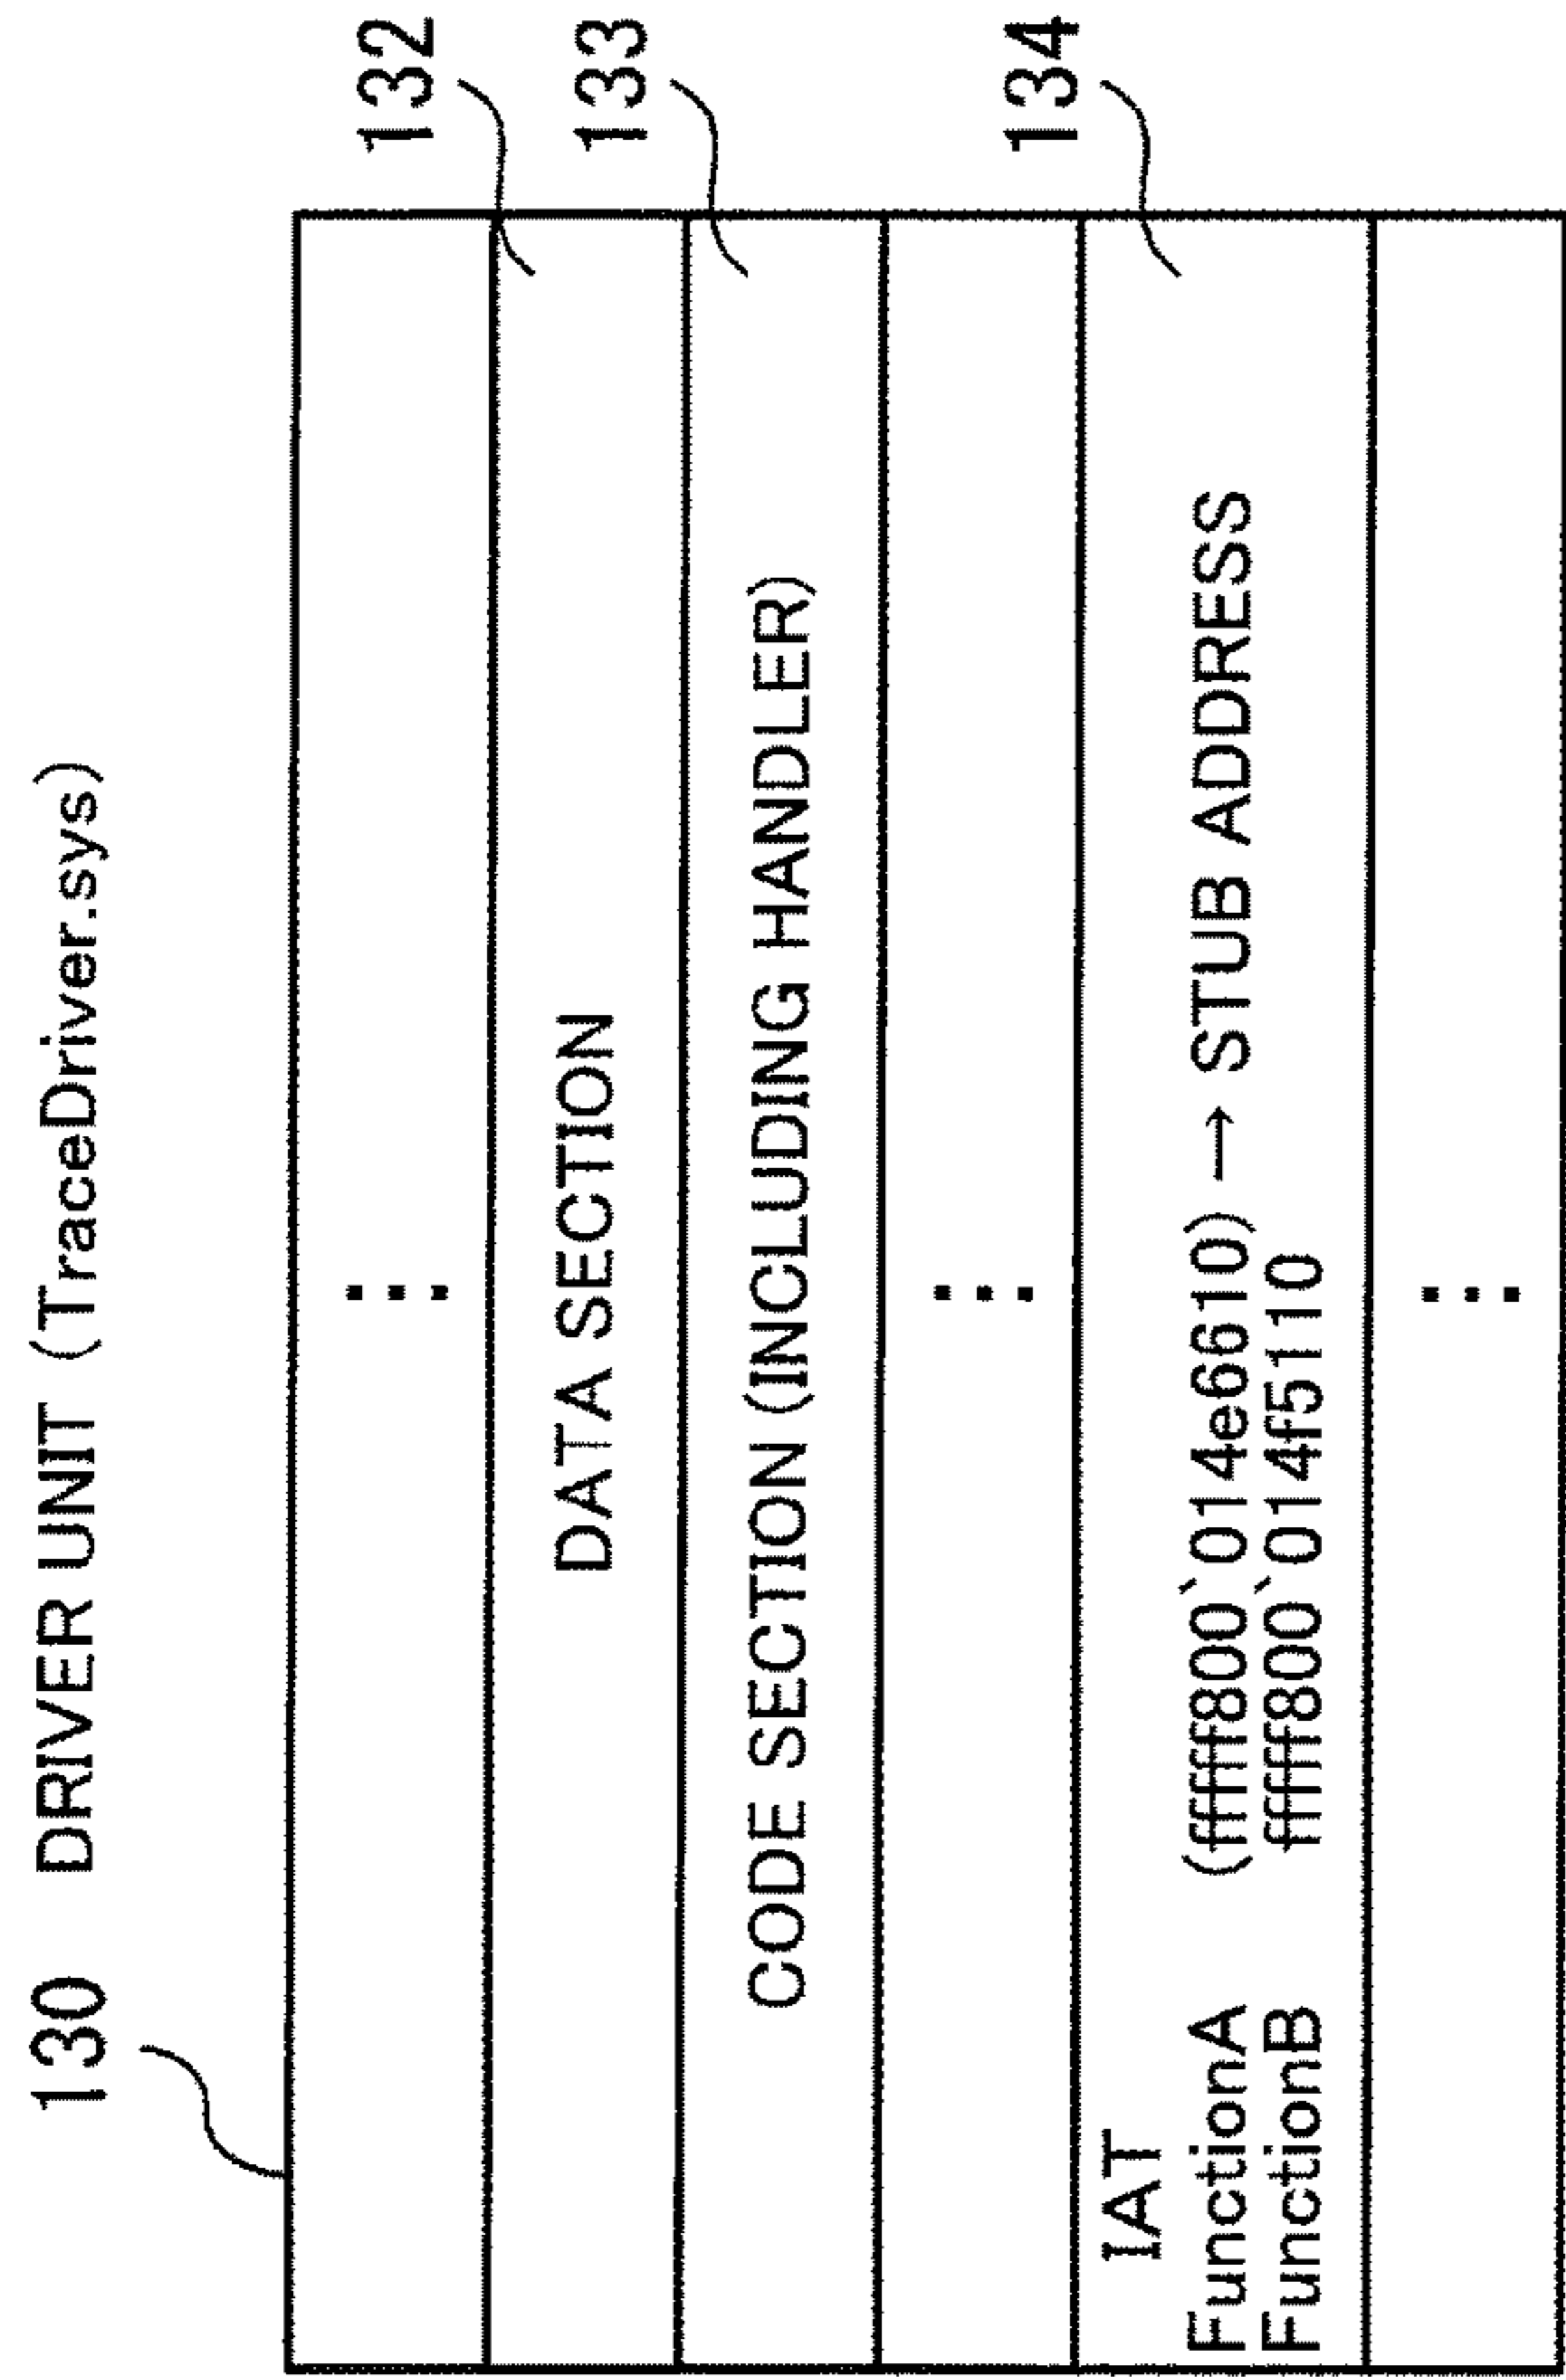 130 DRIVER UNIT (TraceDriver.sys)
⋮
DATA SECTION
132
CODE SECTION (INCLUDING HANDLER)
133
⋮
IAT
134
FunctionA (fffff800`014e6610) → STUB ADDRESS
FunctionB fffff800`014f5110
⋮